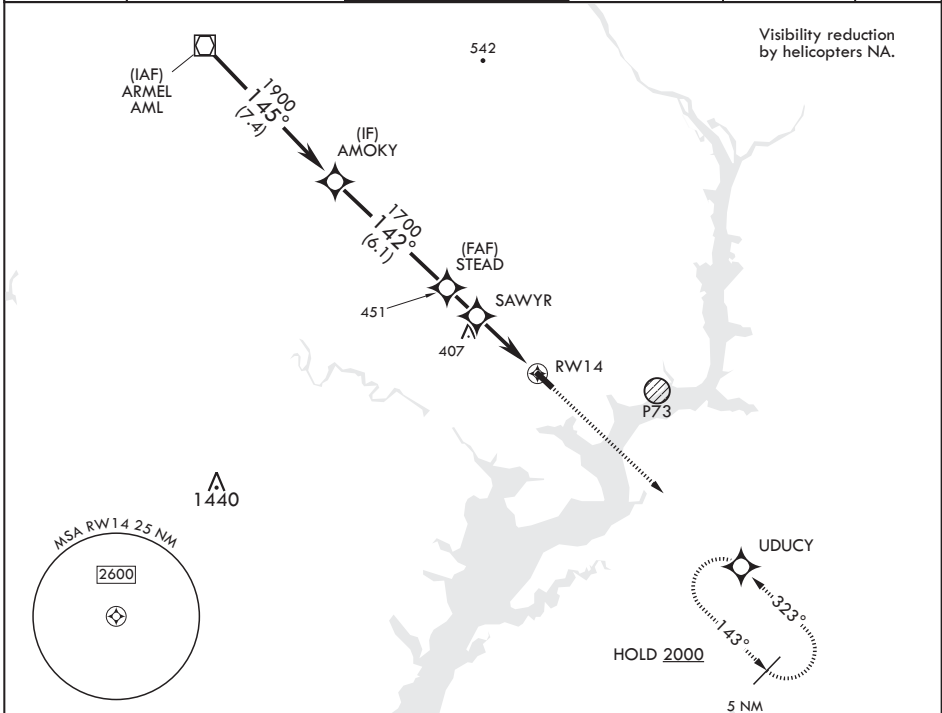 Visibility reduction
by helicopters NA.
542
(IAF)
ARMEL
AML
1900
145°
(7.4)
(IF)
AMOKY
1700
142°
(6.1)
(FAF)
STEAD
451
SAWYR
407
RW14
P73
1440
MSA RW14 25 NM
2600
UDUCY
323°
143°
HOLD 2000
5 NM